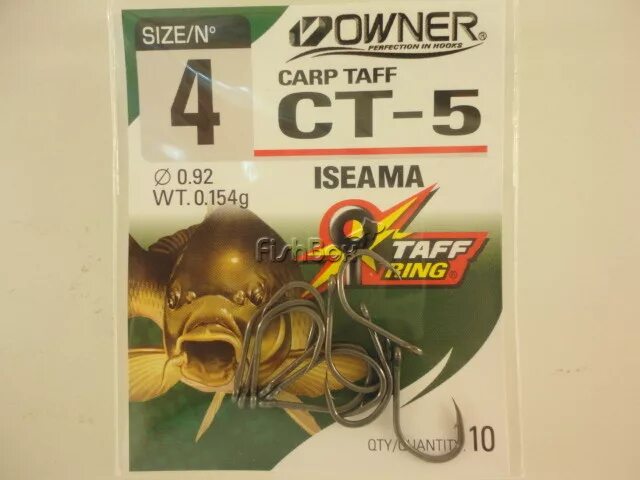 SIZE/Nº
4
Ø 0.92
WT. 0.154g
OWNER®
PERFECTION IN HOOKS
CARP TAFF
CT-5
ISEAMA
TAFF
RING®
FishBox
QTY/QUANTITY: 10